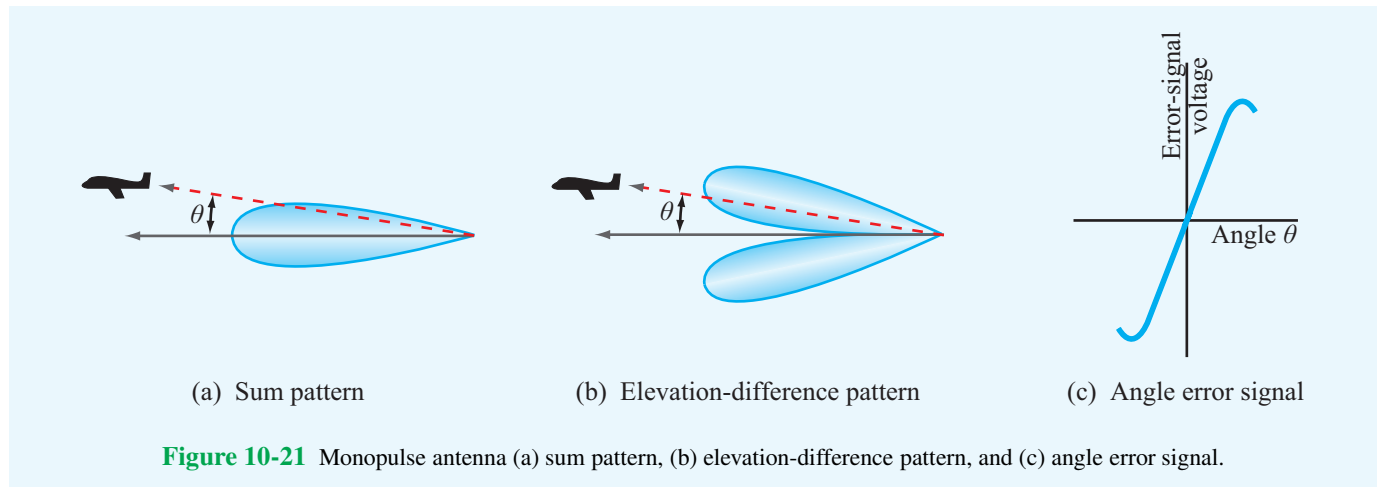 θ
θ
Error-signal
voltage
Angle θ
(a) Sum pattern
(b) Elevation-difference pattern
(c) Angle error signal
Figure 10-21 Monopulse antenna (a) sum pattern, (b) elevation-difference pattern, and (c) angle error signal.